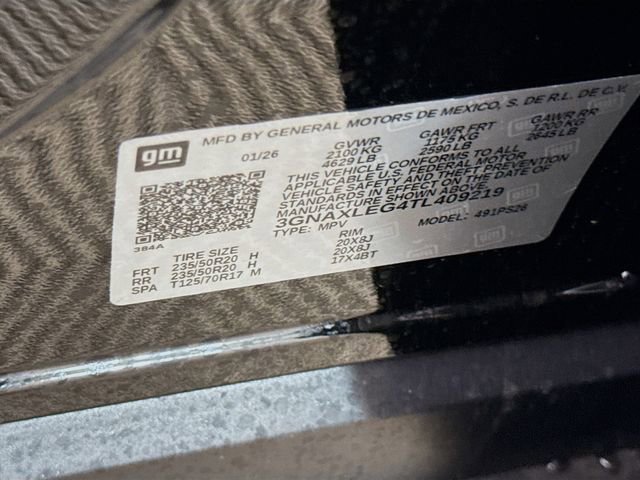 gm
MFD BY GENERAL MOTORS DE MEXICO, S. DE R.L. DE C.V.
01/26 GVWR GAWR FRT GAWR RR
2100 KG 1175 KG 1200 KG
4629 LB 2590 LB 2645 LB
THIS VEHICLE CONFORMS TO ALL
APPLICABLE U.S. FEDERAL MOTOR
VEHICLE SAFETY AND THEFT PREVENTION
STANDARDS IN EFFECT ON THE DATE OF
MANUFACTURE SHOWN ABOVE.
3GNAXLEG4TL409219
TYPE: MPV MODEL: 491PS26
384A
TIRE SIZE RIM
FRT 235/50R20 H 20X8J
RR 235/50R20 H 20X8J
SPA T125/70R17 M 17X4BT